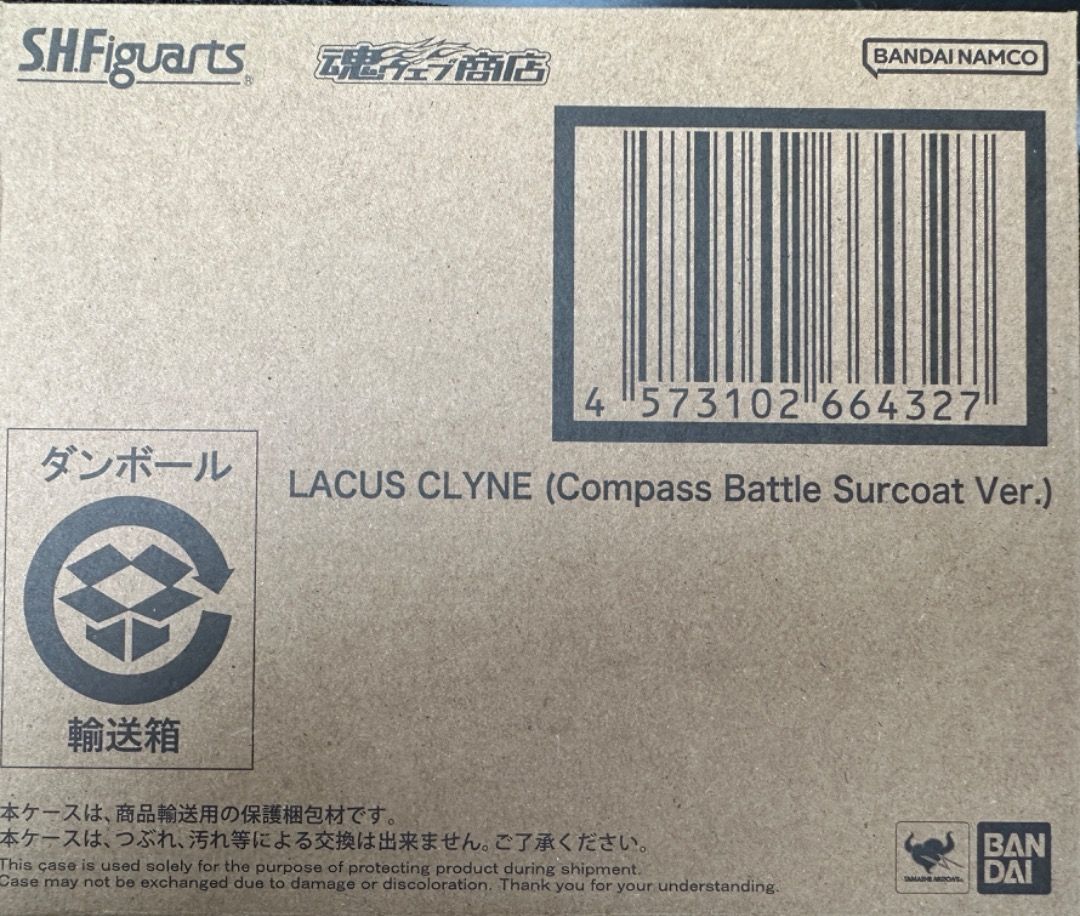 S.H.Figuarts®
魂ウェブ商店
BANDAI NAMCO
4 573102 664327
ダンボール
LACUS CLYNE (Compass Battle Surcoat Ver.)
輸送箱
本ケースは、商品輸送用の保護梱包材です。
本ケースは、つぶれ、汚れ等による交換は出来ません。ご了承ください。
This case is used solely for the purpose of protecting product during shipment.
Case may not be exchanged due to damage or discoloration. Thank you for your understanding.
TAMASHII NATIONS
BAN
DAI